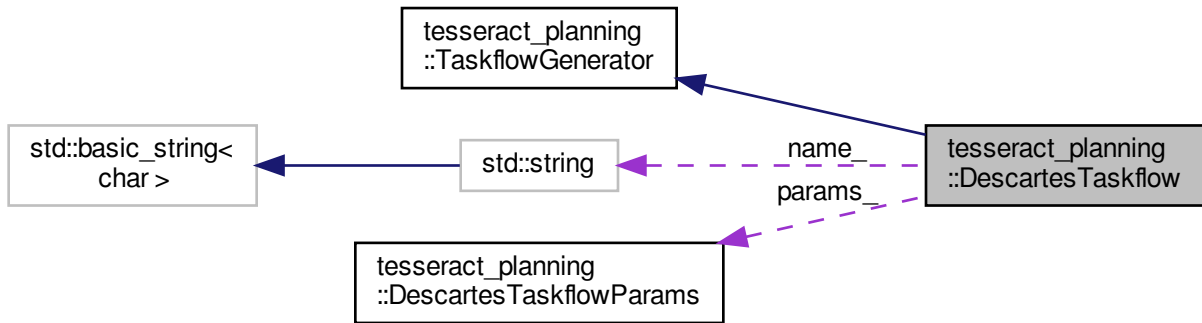 tesseract_planning
::TaskflowGenerator
std::basic_string<
char >
std::string
name_
params_
tesseract_planning
::DescartesTaskflow
tesseract_planning
::DescartesTaskflowParams